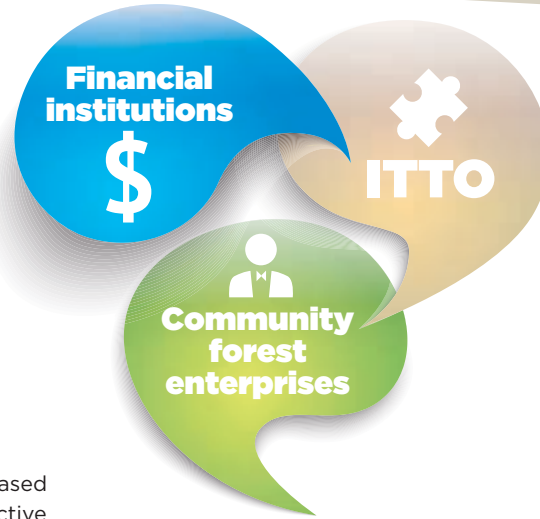 Financial
institutions
$
ITTO
Community
forest
enterprises
ased
ctive